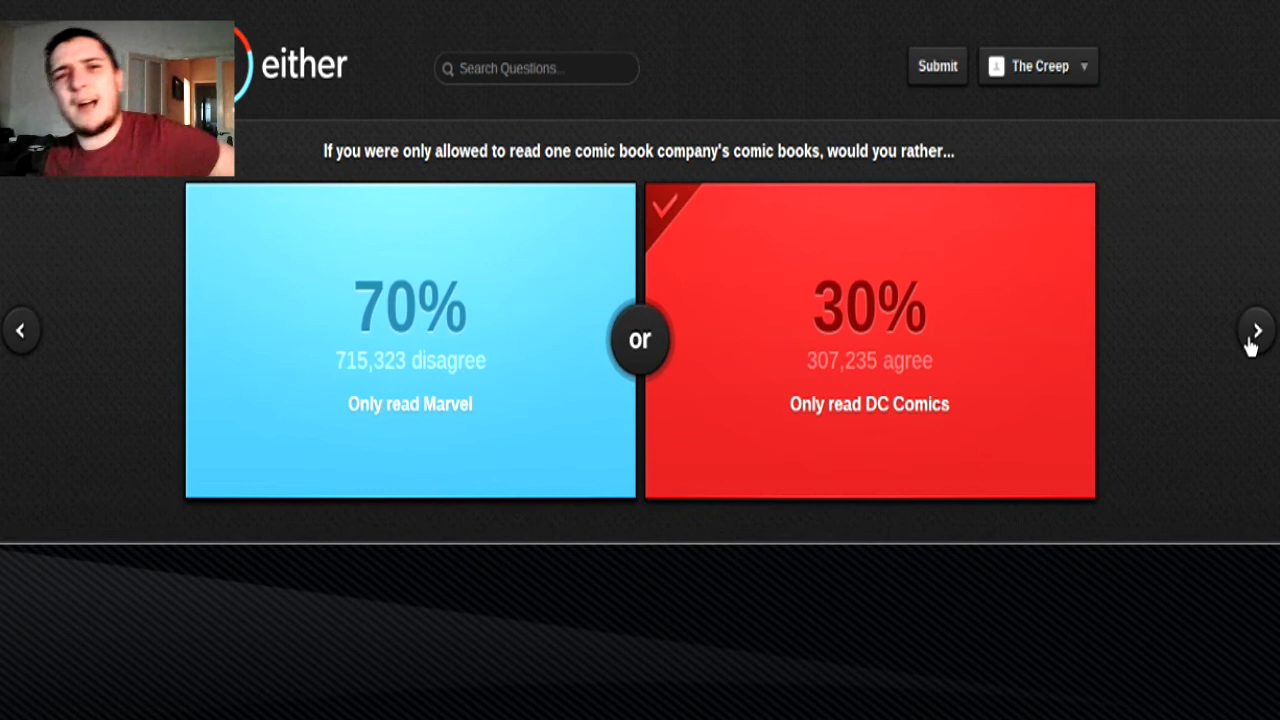 either
Search Questions...
Submit
The Creep
If you were only allowed to read one comic book company's comic books, would you rather...
70%
715,323 disagree
Only read Marvel
or
30%
307,235 agree
Only read DC Comics